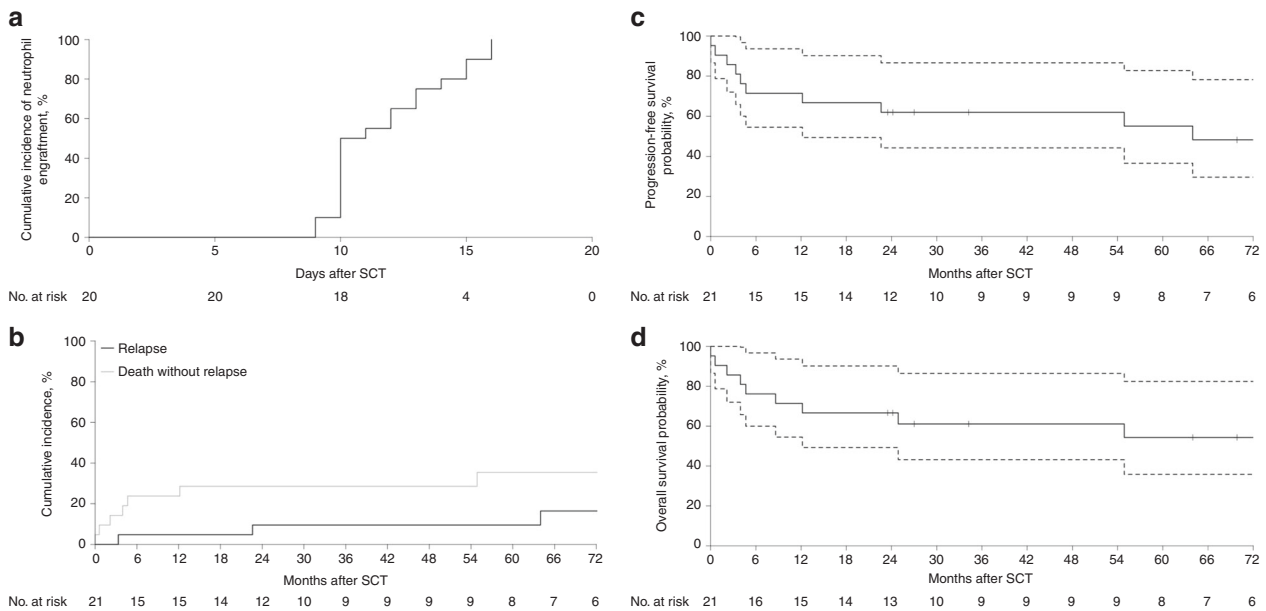 a
Cumulative incidence of neutrophil
engraftment, %
100
80
60
40
20
0
0 5 10 15 20
Days after SCT
No. at risk 20 20 18 4 0
b
Cumulative incidence, %
100
80
60
40
20
0
Relapse
Death without relapse
0 6 12 18 24 30 36 42 48 54 60 66 72
Months after SCT
No. at risk 21 15 15 14 12 10 9 9 9 9 8 7 6
c
Progression-free survival
probability, %
100
80
60
40
20
0
0 6 12 18 24 30 36 42 48 54 60 66 72
Months after SCT
No. at risk 21 15 15 14 12 10 9 9 9 9 8 7 6
d
Overall survival probability, %
100
80
60
40
20
0
0 6 12 18 24 30 36 42 48 54 60 66 72
Months after SCT
No. at risk 21 16 15 14 13 10 9 9 9 9 8 7 6